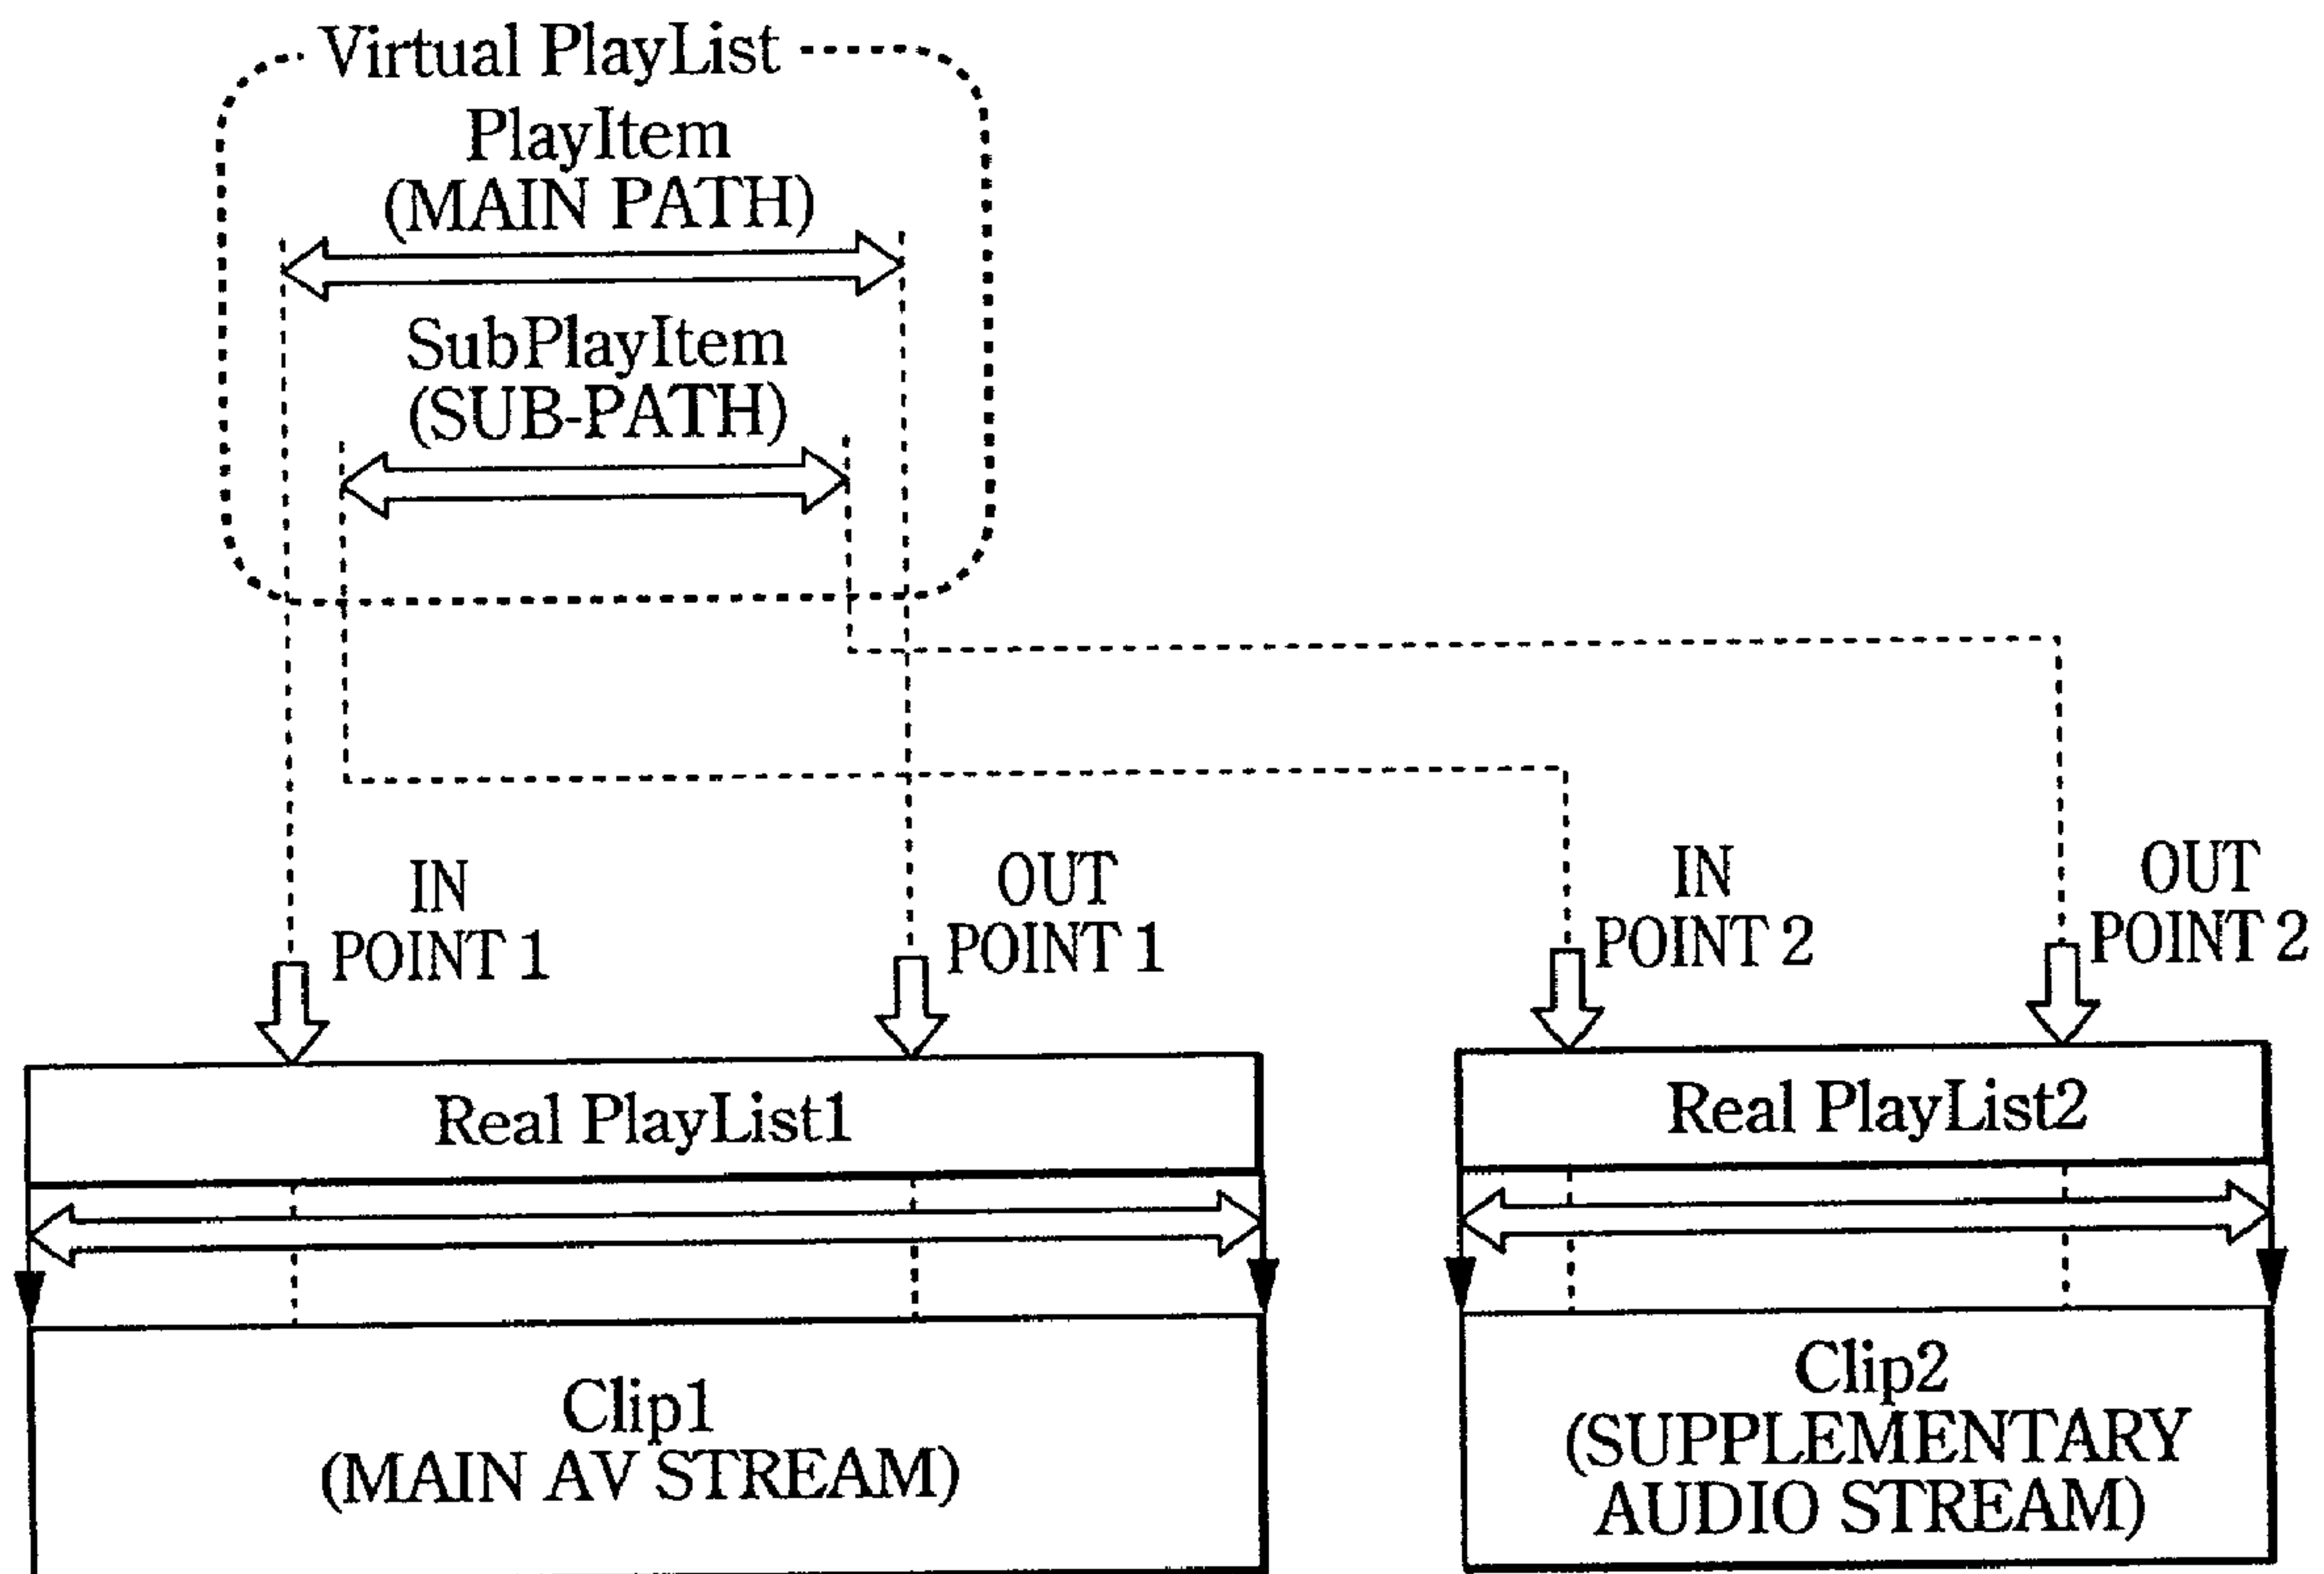 Virtual PlayList
PlayItem
(MAIN PATH)
SubPlayItem
(SUB-PATH)
IN
POINT 1
OUT
POINT 1
IN
POINT 2
OUT
POINT 2
Real PlayList1
Real PlayList2
Clip1
(MAIN AV STREAM)
Clip2
(SUPPLEMENTARY
AUDIO STREAM)